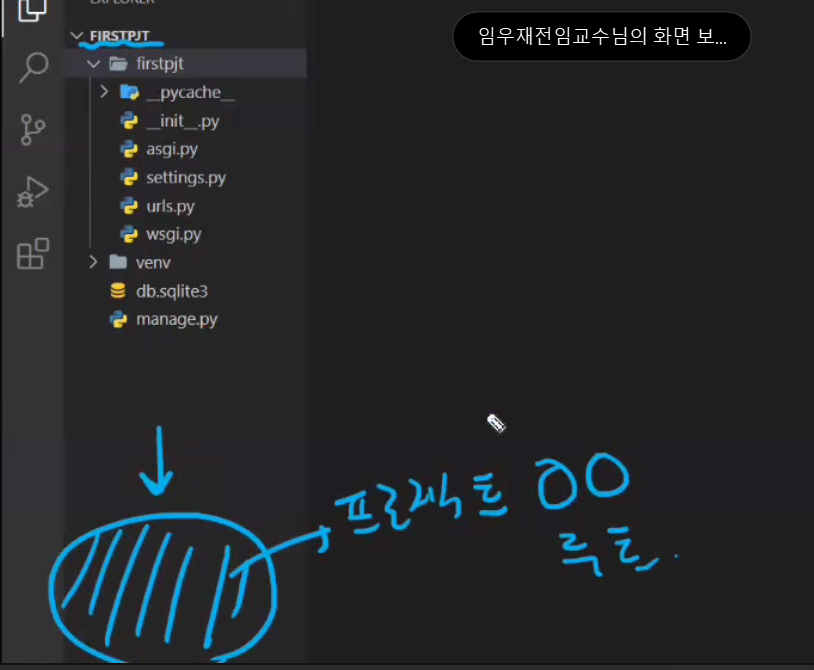 EXPLORER
임우재전임교수님의 화면 보...
FIRSTPJT
firstpjt
__pycache__
__init__.py
asgi.py
settings.py
urls.py
wsgi.py
venv
db.sqlite3
manage.py
프로젝트 OO
루트.